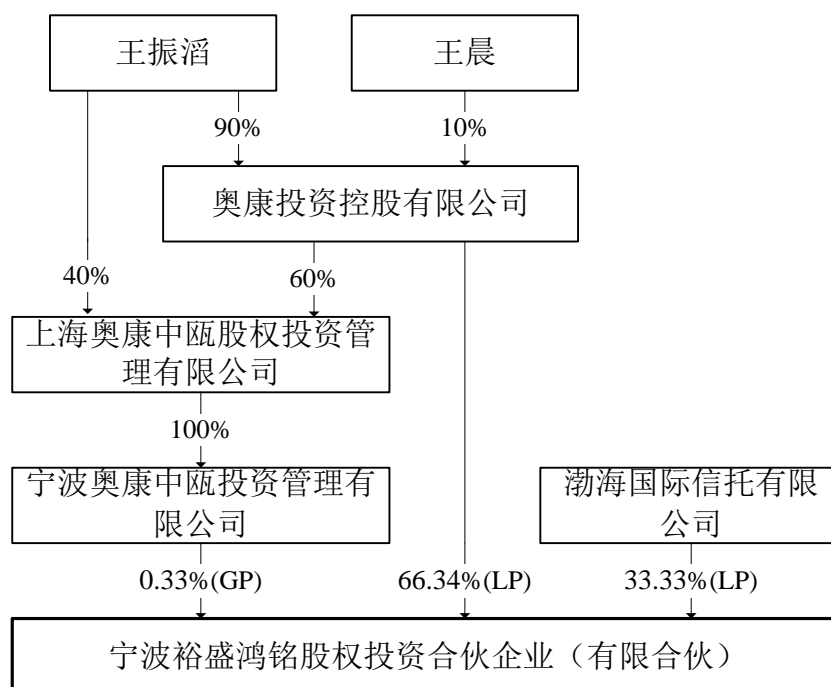 王振滔
王晨
90%
10%
奥康投资控股有限公司
40%
60%
上海奥康中瓯股权投资管
理有限公司
100%
宁波奥康中瓯投资管理有
限公司
渤海国际信托有限
公司
0.33%(GP)
66.34%(LP)
33.33%(LP)
宁波裕盛鸿铭股权投资合伙企业（有限合伙）